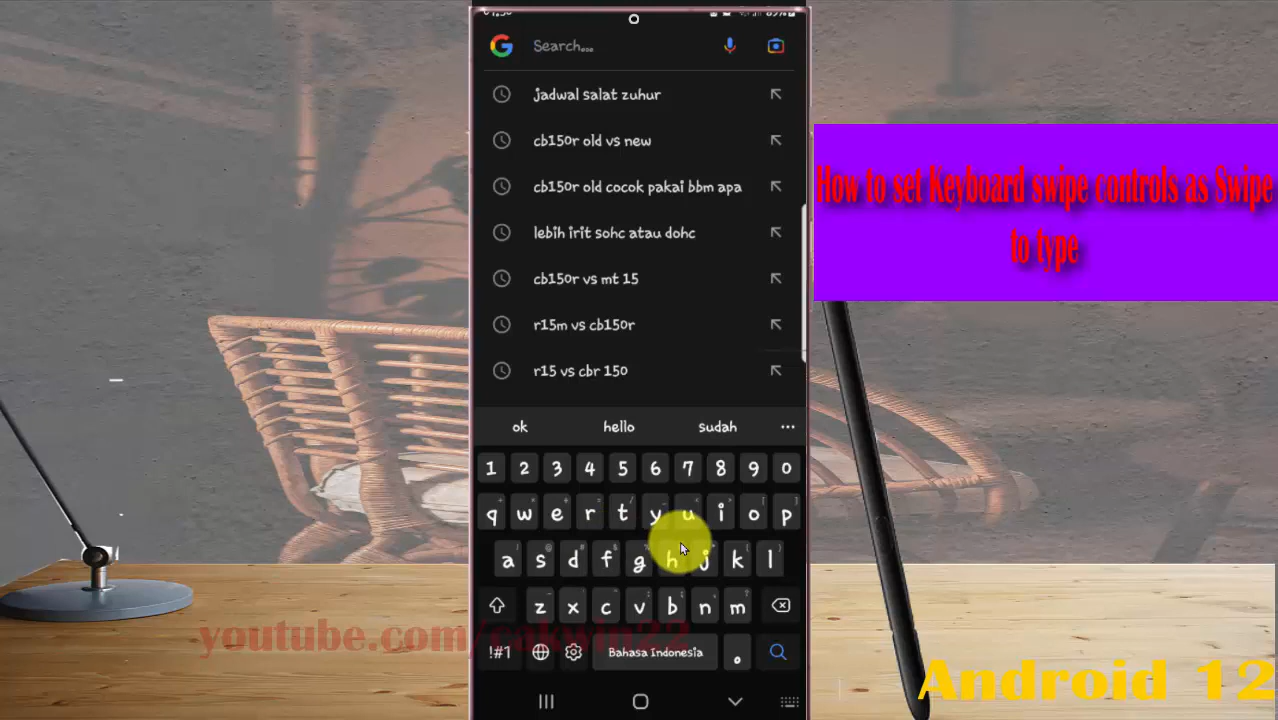 Search...
jadwal salat zuhur
cb150r old vs new
cb150r old cocok pakai bbm apa
lebih irit sohc atau dohc
cb150r vs mt 15
r15m vs cb150r
r15 vs cbr 150
ok hello sudah
1 2 3 4 5 6 7 8 9 0
q w e r t y u i o p
a s d f g h j k l
z x c v b n m
!#1 Bahasa Indonesia .
How to set Keyboard swipe controls as Swipe
to type
youtube.com/cakwin22
Android 12